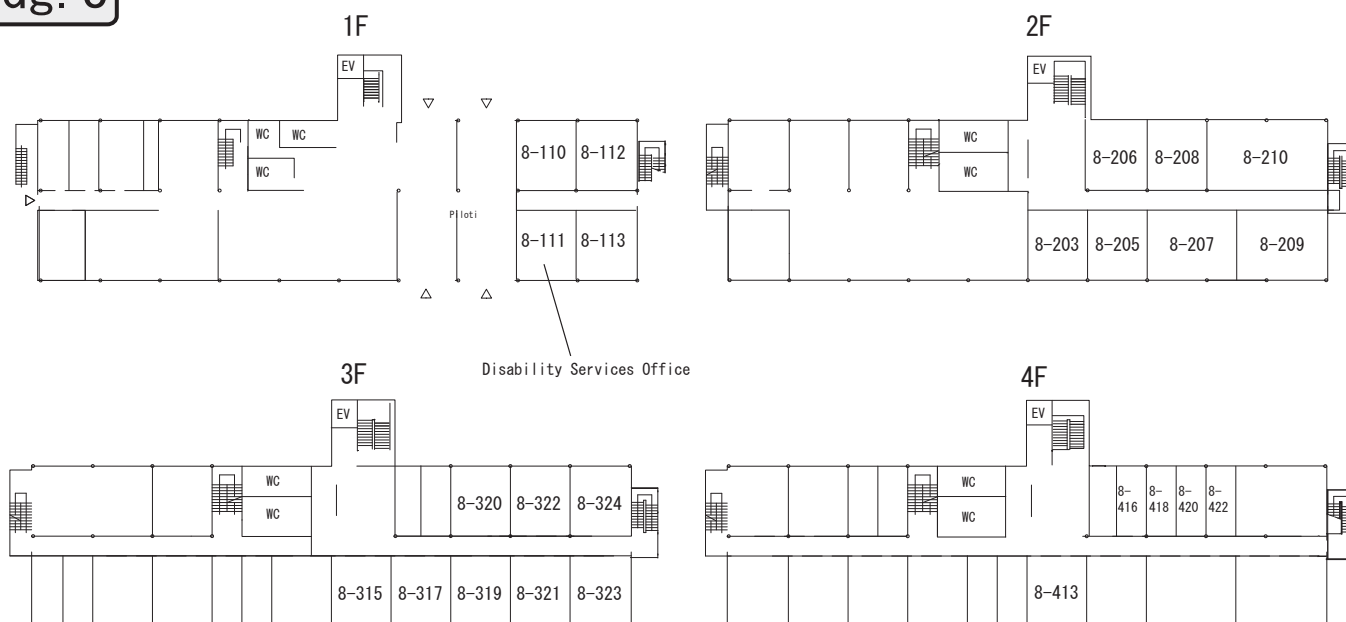 dg. 8
1F
EV
WC
WC
WC
8-110
8-112
Piloti
8-111
8-113
Disability Services Office
2F
EV
WC
WC
8-206
8-208
8-210
8-203
8-205
8-207
8-209
3F
EV
WC
WC
8-320
8-322
8-324
8-315
8-317
8-319
8-321
8-323
4F
EV
WC
WC
8-
416
8-
418
8-
420
8-
422
8-413